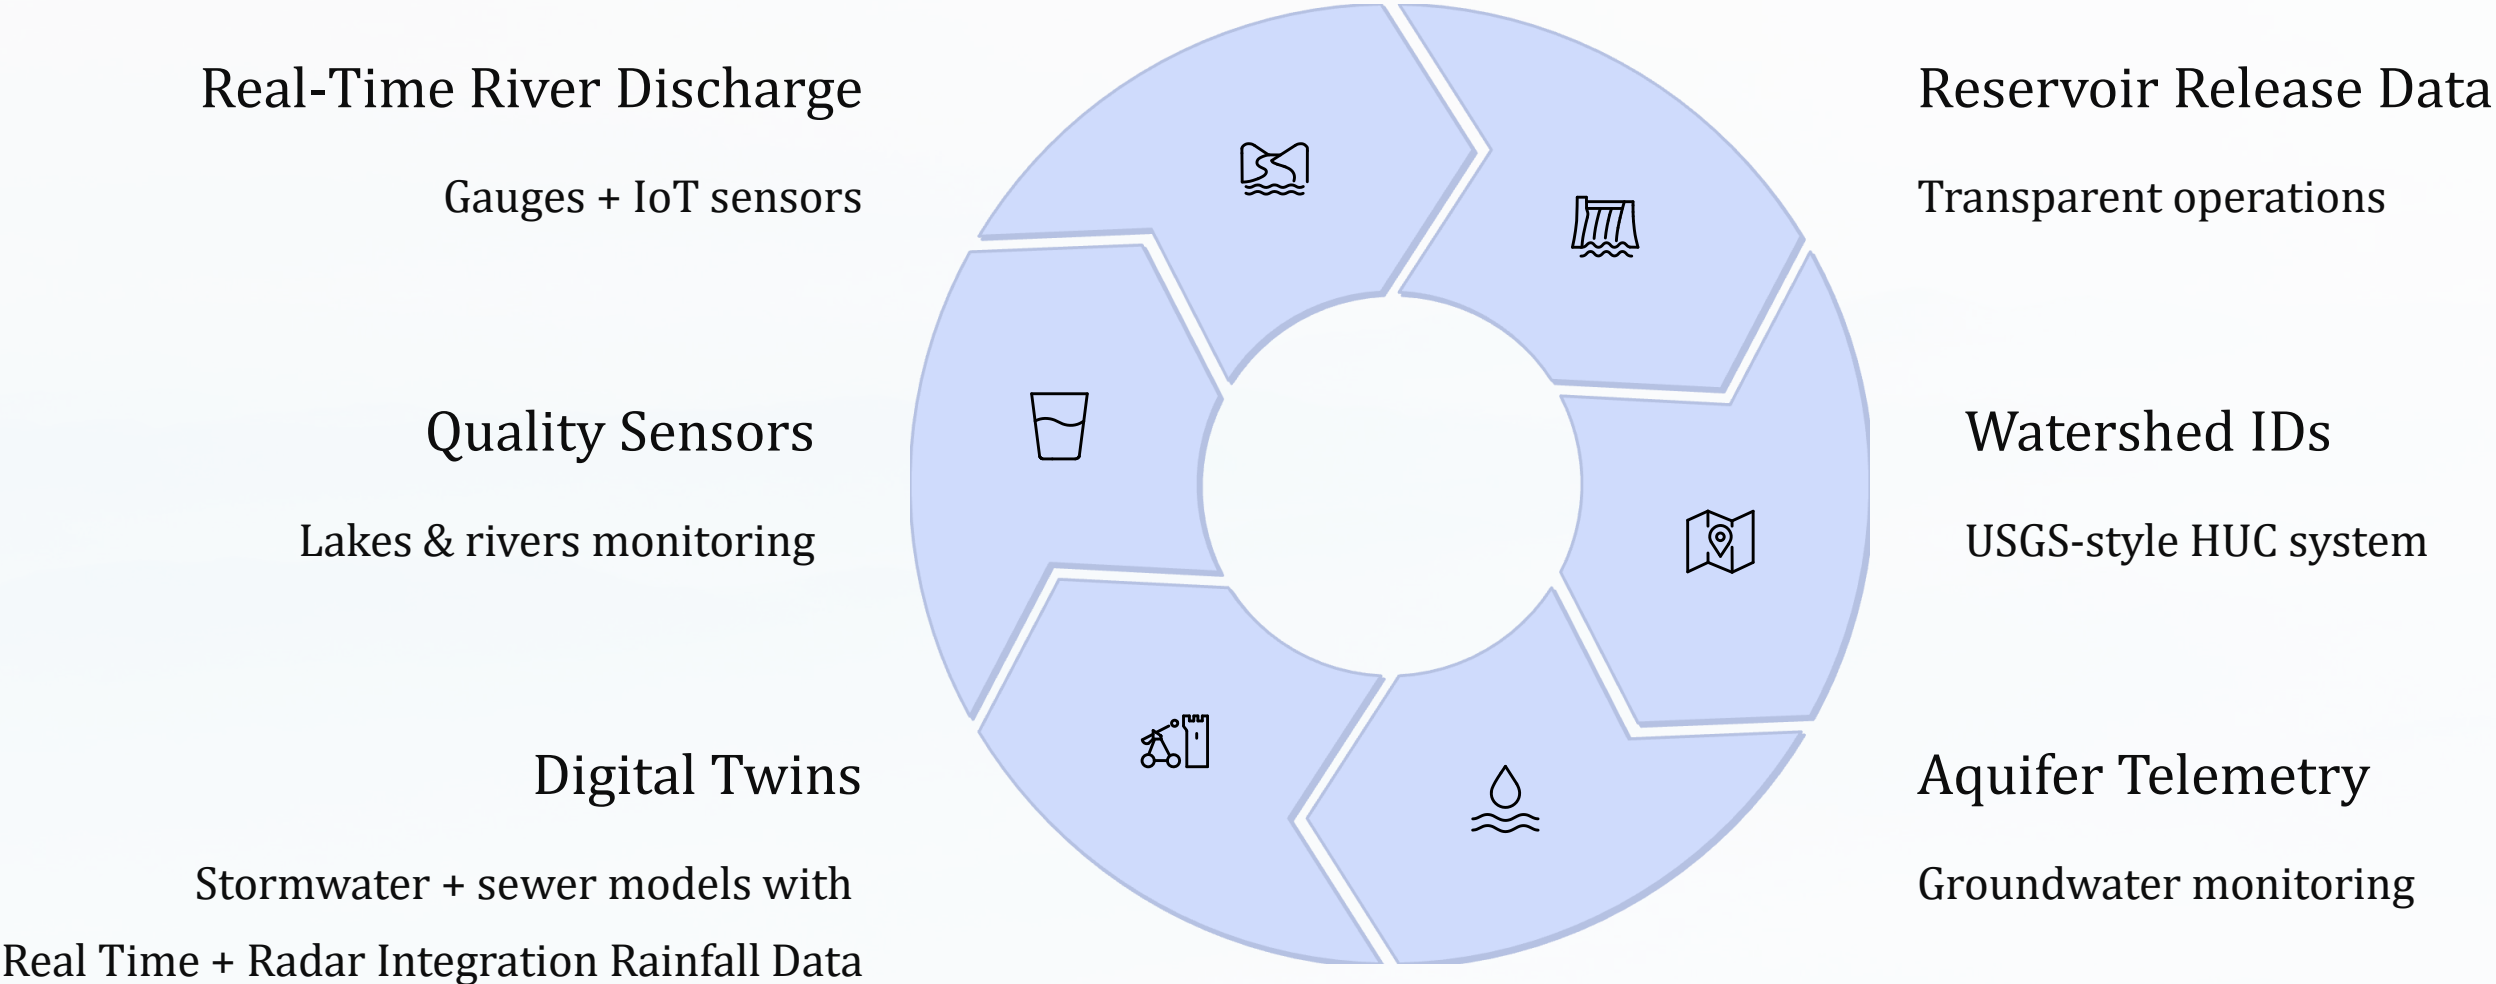 Real-Time River Discharge
Gauges + IoT sensors
Reservoir Release Data
Transparent operations
Quality Sensors
Lakes & rivers monitoring
Watershed IDs
USGS-style HUC system
Digital Twins
Stormwater + sewer models with
Real Time + Radar Integration Rainfall Data
Aquifer Telemetry
Groundwater monitoring